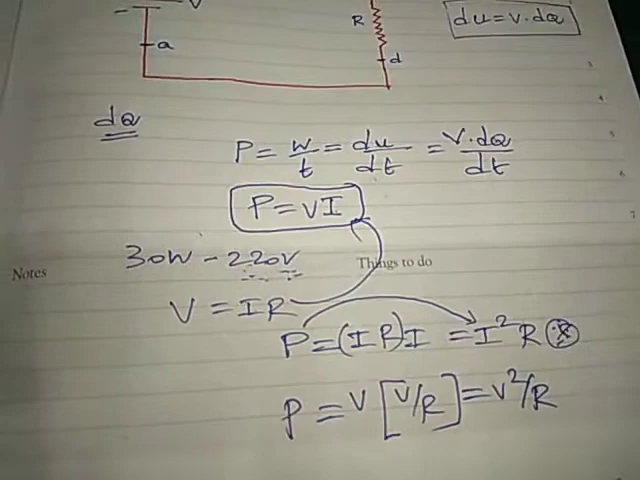 V
R
du = V.dQ
a
d
dQ
P = W/t = du/dt = V.dQ/dt
P = VI
30W - 220V
Notes
Things to do
V = IR
P = (IR)I = I²R
P = V[V/R] = V²/R